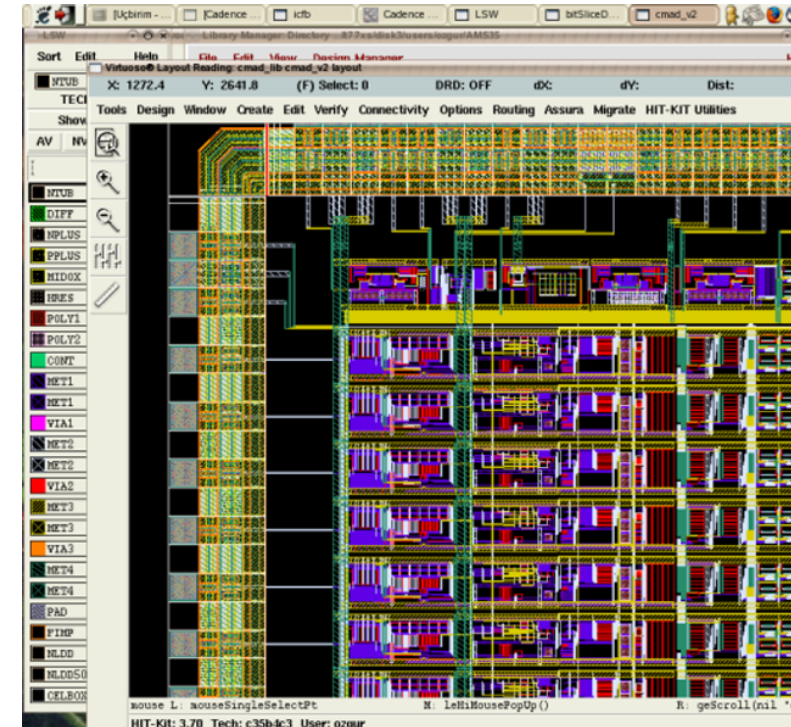 [Uçbirim -... [Cadence ... icfb Cadence ... LSW bitSliceD... cmad_v2
LSW
Library Manager: Directory
Sort Edit Help File Edit View Design Manager
Virtuoso® Layout Reading: cmad_lib cmad_v2 layout
NTUB
X: 1272.4 Y: 2641.8 (F) Select: 0 DRD: OFF dX: dY: Dist:
TECH
Tools Design Window Create Edit Verify Connectivity Options Routing Assura Migrate HIT-KIT Utilities
Show
AV NV
NTUB
DIFF
NPLUS
PPLUS
MIDOX
HRES
POLY1
POLY2
CONT
MET1
MET1
VIA1
MET2
MET2
VIA2
MET3
MET3
VIA3
MET4
MET4
PAD
FIMP
NLDD
NLDD50
CELBOX
mouse L: mouseSingleSelectPt M: leHiMousePopUp() R: geScroll(nil "
HIT-Kit: 3.70 Tech: c35b4c3 User: ozgur